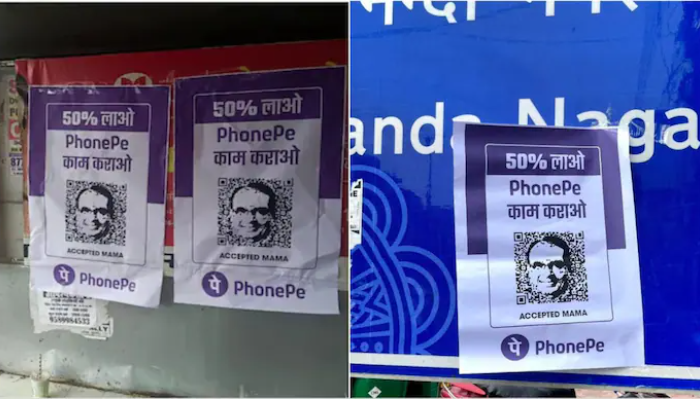 50% लाओ
PhonePe
काम कराओ
ACCEPTED MAMA
पे PhonePe
9589984533
50% लाओ
PhonePe
काम कराओ
ACCEPTED MAMA
पे PhonePe
anda Naga
50% लाओ
PhonePe
काम कराओ
ACCEPTED MAMA
पे PhonePe